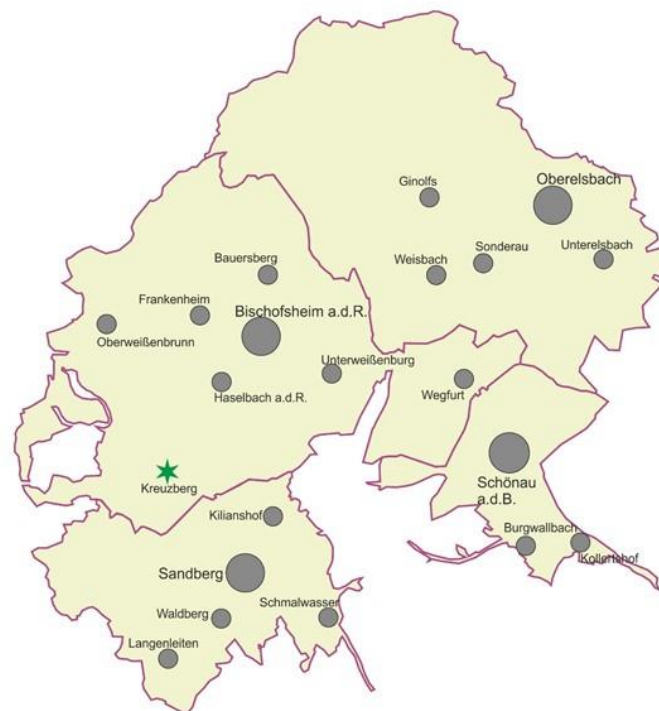 Ginolfs
Oberelsbach
Weisbach
Sonderau
Unterelsbach
Bauersberg
Frankenheim
Bischofsheim a.d.R.
Oberweißenbrunn
Unterweißenburg
Haselbach a.d.R.
Wegfurt
Kreuzberg
Schönau
a.d.B.
Kilianshof
Burgwallbach
Kollertshof
Sandberg
Waldberg
Schmalwasser
Langenleiten